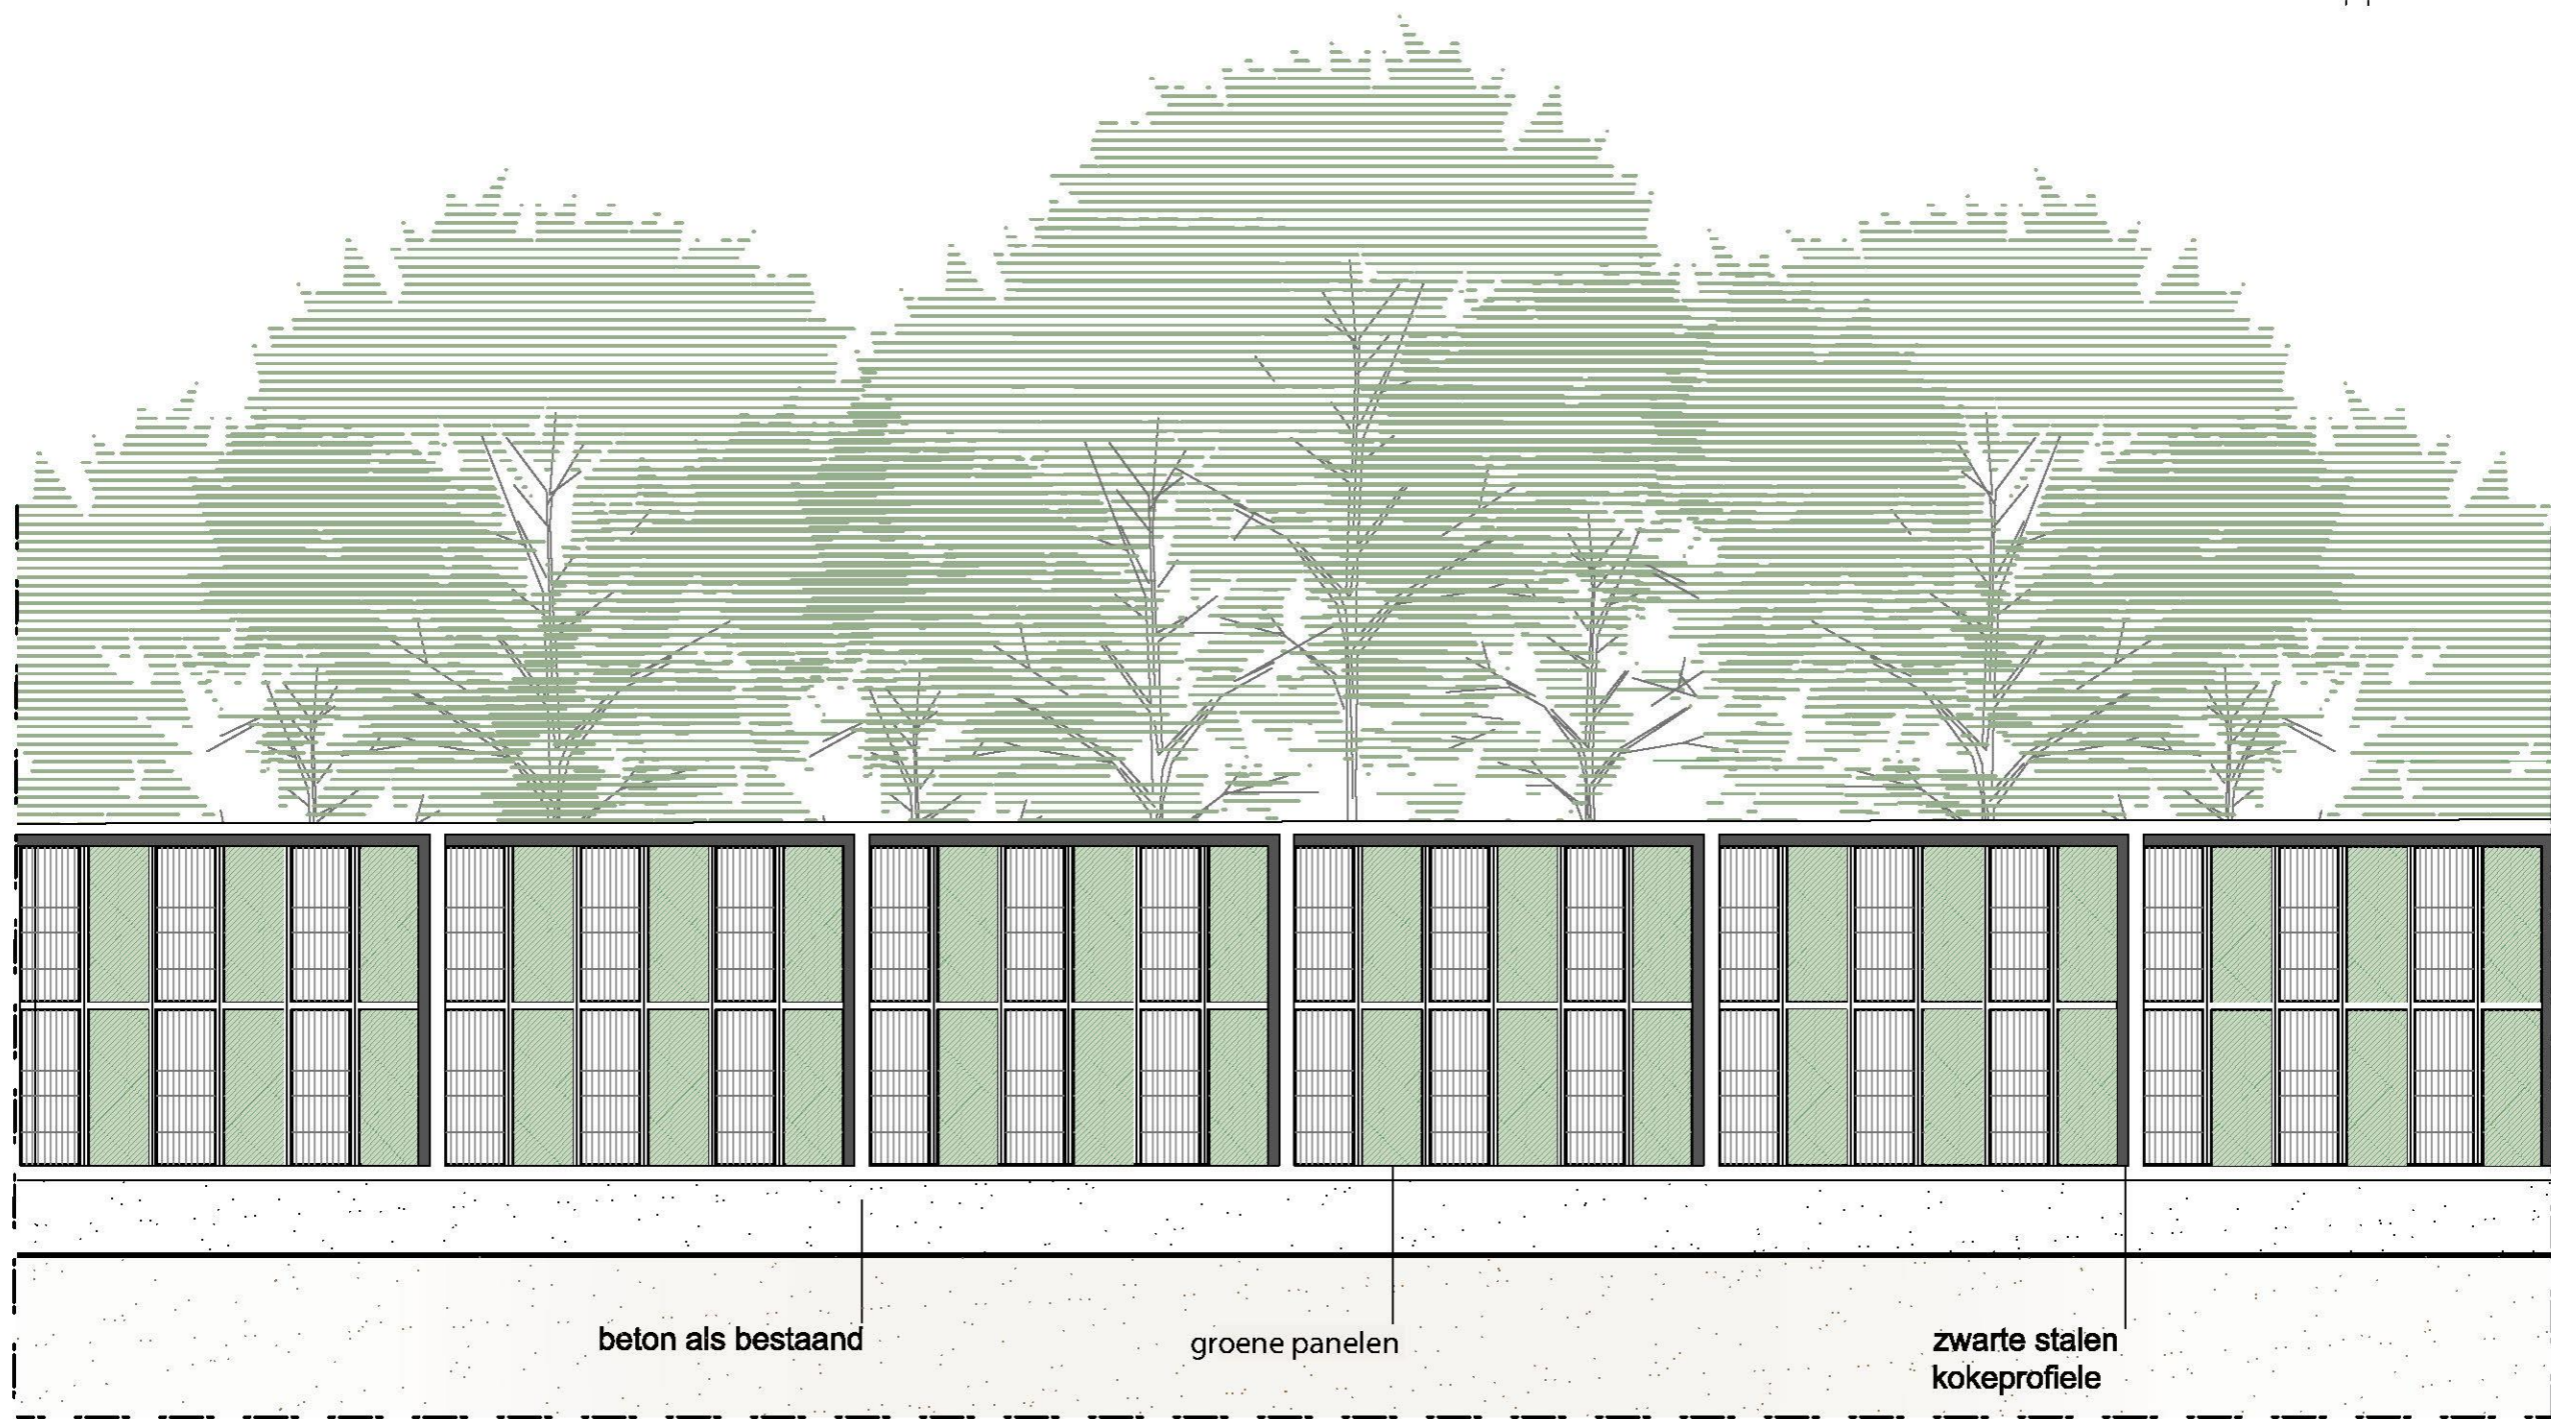 beton als bestaand
groene panelen
zwarte stalen
kokeprofiele